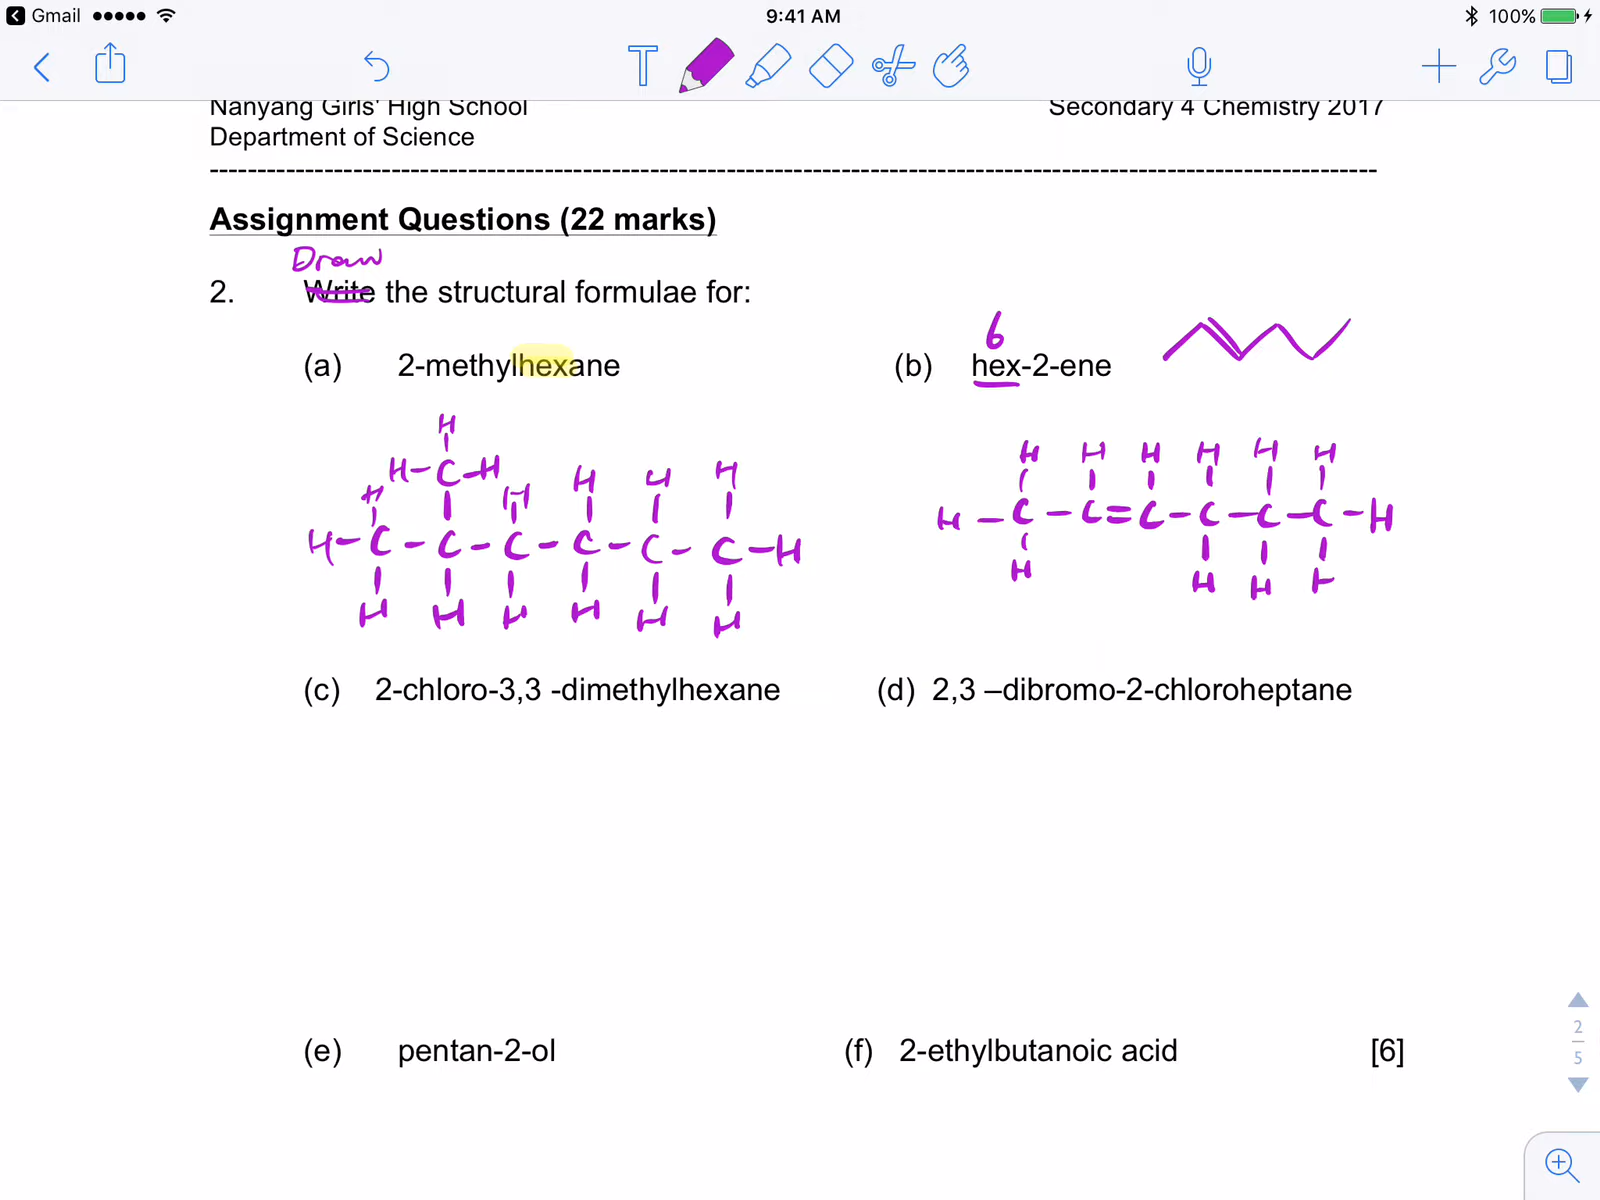 Gmail 9:41 AM 100%
T
Nanyang Girls' High School Secondary 4 Chemistry 2017
Department of Science
Assignment Questions (22 marks)
Draw
2. Write the structural formulae for:
6
(a) 2-methylhexane (b) hex-2-ene
H
H-C-H
H H H H H
H-C-C-C-C-C-C-H
H H H H H H
H H H H H H
H-C-C=C-C-C-C-H
H H H H
(c) 2-chloro-3,3 -dimethylhexane (d) 2,3 –dibromo-2-chloroheptane
2
5
(e) pentan-2-ol (f) 2-ethylbutanoic acid [6]